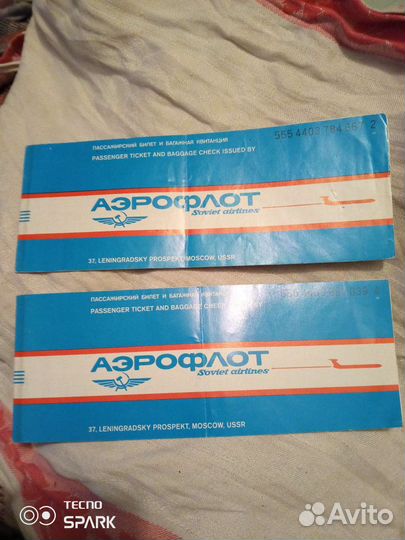 ПАССАЖИРСКИЙ БИЛЕТ И БАГАЖНАЯ КВИТАНЦИЯ
PASSENGER TICKET AND BAGGAGE CHECK ISSUED BY
555 4403 784 567 2
АЭРОФЛОТ
Soviet airlines
37, LENINGRADSKY PROSPEKT, MOSCOW, USSR
ПАССАЖИРСКИЙ БИЛЕТ И БАГАЖНАЯ
PASSENGER TICKET AND BAGGAGE CHECK
АЭРОФЛОТ
Soviet airlines
37, LENINGRADSKY PROSPEKT, MOSCOW, USSR
TECNO
SPARK
Avito